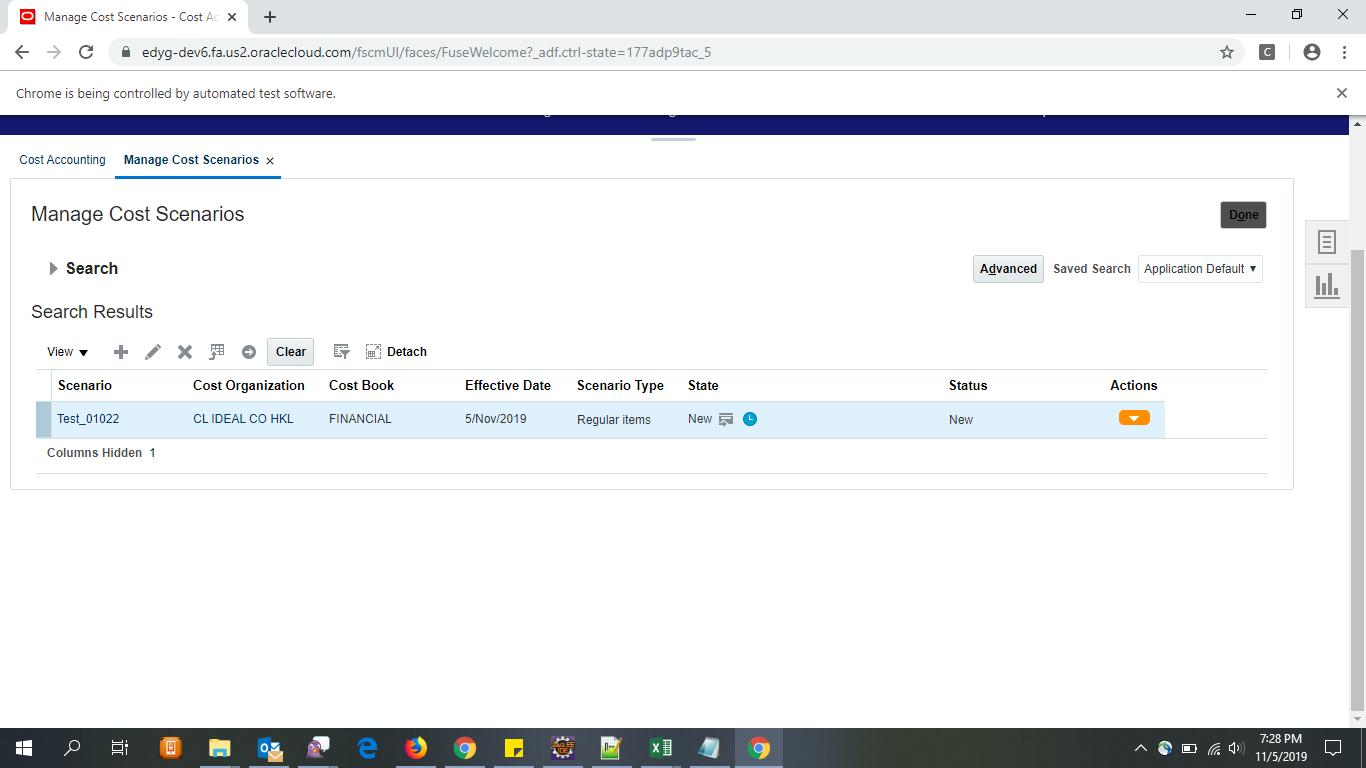 Manage Cost Scenarios - Cost Ac
edyg-dev6.fa.us2.oraclecloud.com/fscmUI/faces/FuseWelcome?_adf.ctrl-state=177adp9tac_5
C
Chrome is being controlled by automated test software.
Cost Accounting Manage Cost Scenarios
Manage Cost Scenarios Done
Search Advanced Saved Search Application Default
Search Results
View Clear Detach
Scenario Cost Organization Cost Book Effective Date Scenario Type State Status Actions
Test_01022 CL IDEAL CO HKL FINANCIAL 5/Nov/2019 Regular items New New
Columns Hidden 1
7:28 PM
11/5/2019